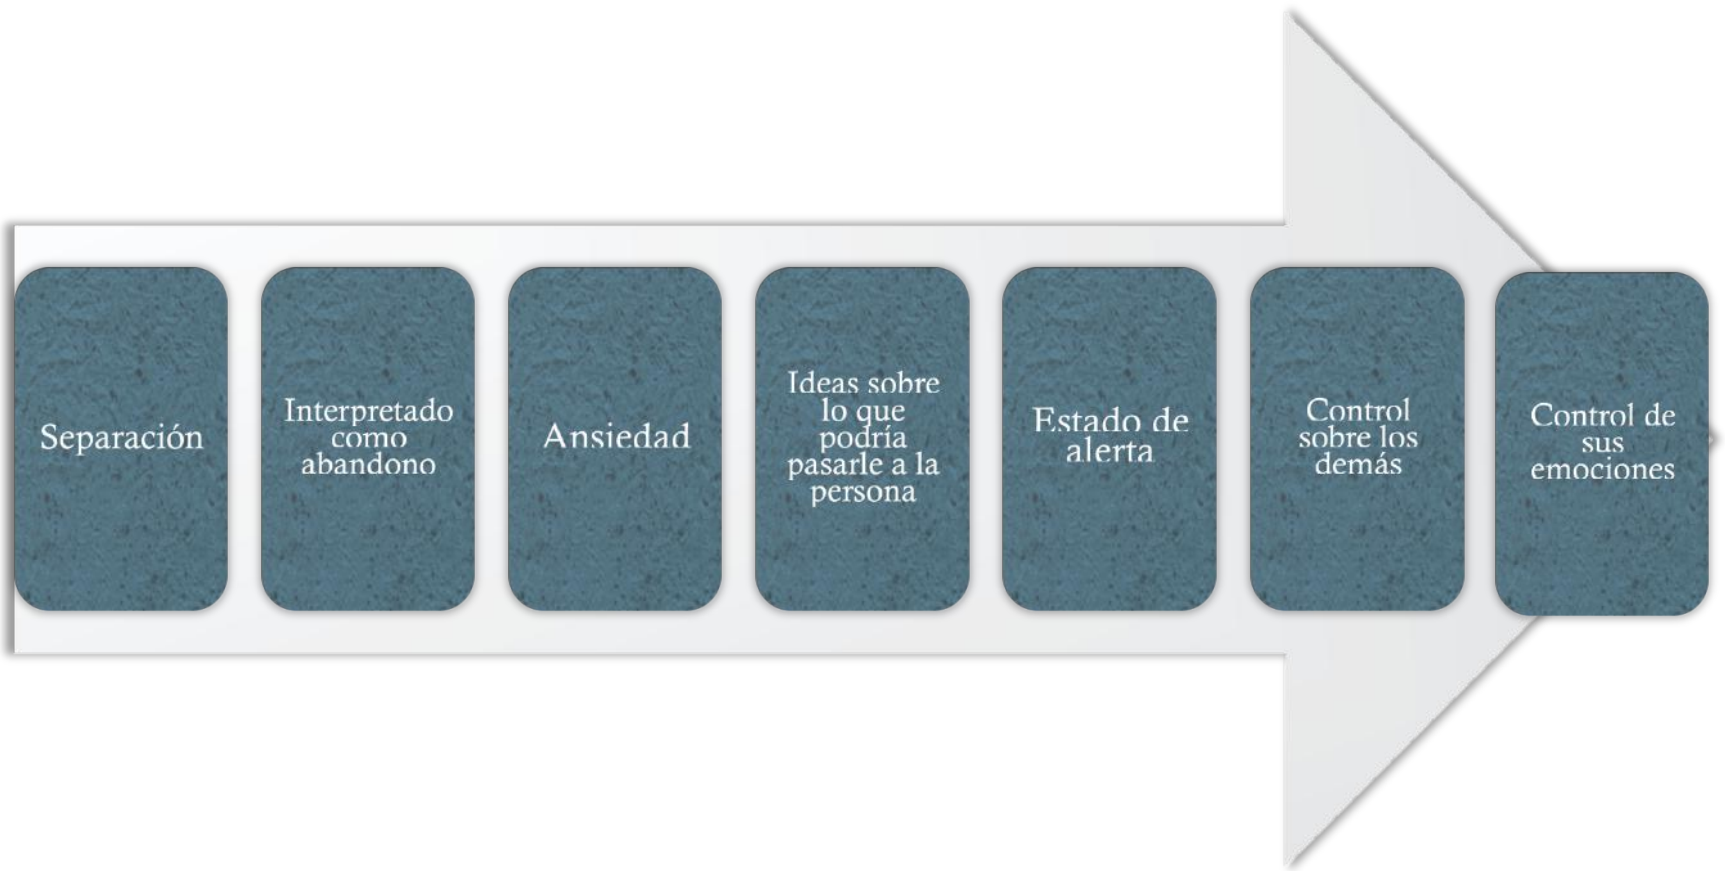 Separación
Interpretado
como
abandono
Ansiedad
Ideas sobre
lo que
podría
pasarle a la
persona
Estado de
alerta
Control
sobre los
demás
Control de
sus
emociones